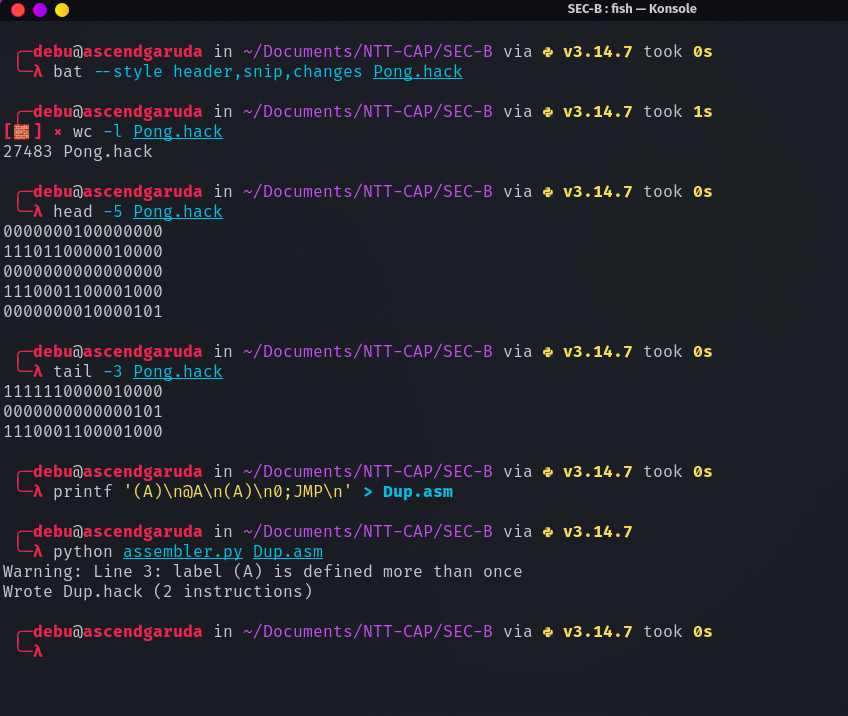 SEC-B : fish — Konsole
╭─debu@ascendgaruda in ~/Documents/NTT-CAP/SEC-B via v3.14.7 took 0s
╰─λ bat --style header,snip,changes Pong.hack
╭─debu@ascendgaruda in ~/Documents/NTT-CAP/SEC-B via v3.14.7 took 1s
[🧱] × wc -l Pong.hack
27483 Pong.hack
╭─debu@ascendgaruda in ~/Documents/NTT-CAP/SEC-B via v3.14.7 took 0s
╰─λ head -5 Pong.hack
0000000100000000
1110110000010000
0000000000000000
1110001100001000
0000000010000101
╭─debu@ascendgaruda in ~/Documents/NTT-CAP/SEC-B via v3.14.7 took 0s
╰─λ tail -3 Pong.hack
1111110000010000
0000000000000101
1110001100001000
╭─debu@ascendgaruda in ~/Documents/NTT-CAP/SEC-B via v3.14.7 took 0s
╰─λ printf '(A)\n@A\n(A)\n0;JMP\n' > Dup.asm
╭─debu@ascendgaruda in ~/Documents/NTT-CAP/SEC-B via v3.14.7
╰─λ python assembler.py Dup.asm
Warning: Line 3: label (A) is defined more than once
Wrote Dup.hack (2 instructions)
╭─debu@ascendgaruda in ~/Documents/NTT-CAP/SEC-B via v3.14.7 took 0s
╰─λ